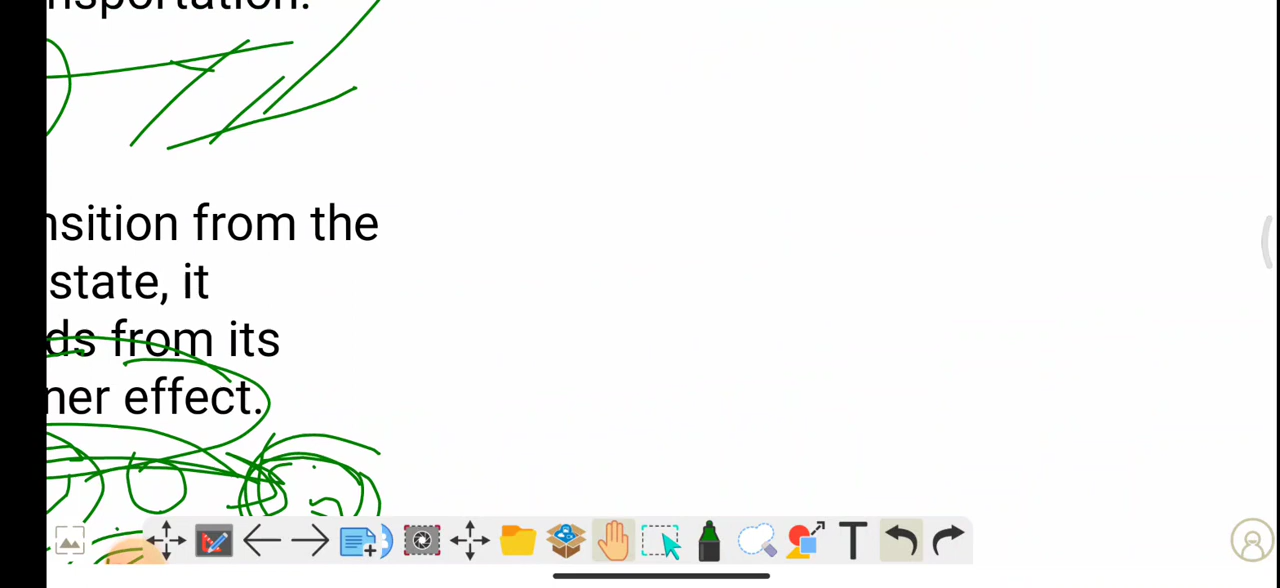 nsportation.
nsition from the
state, it
ds from its
ner effect.